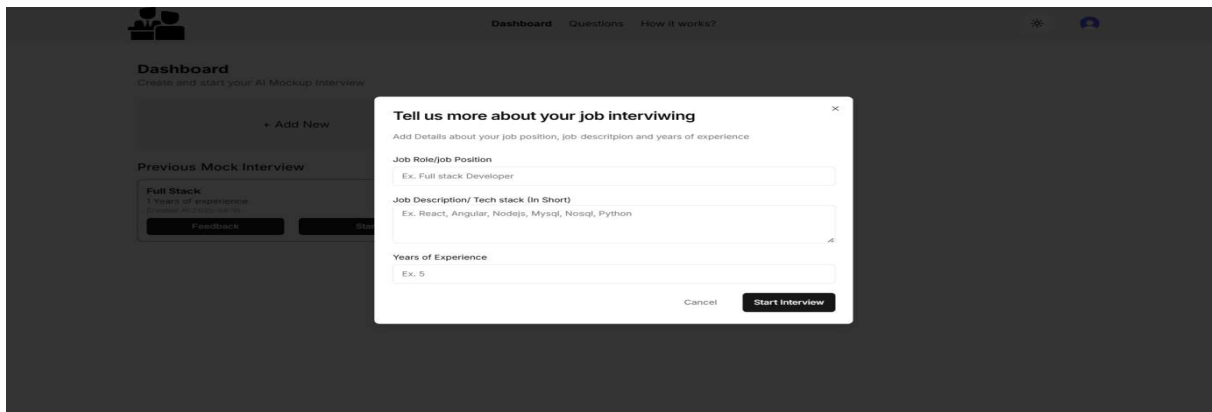 Dashboard Questions How it works?
Dashboard
Create and start your AI Mockup Interview
+ Add New
Previous Mock Interview
Full Stack
1 Years of experience
Feedback
Star
Tell us more about your job interviwing
Add Details about your job position, job descritpion and years of experience
Job Role/job Position
Ex. Full stack Developer
Job Description/ Tech stack (In Short)
Ex. React, Angular, Nodejs, Mysql, Nosql, Python
Years of Experience
Ex. 5
Cancel Start Interview